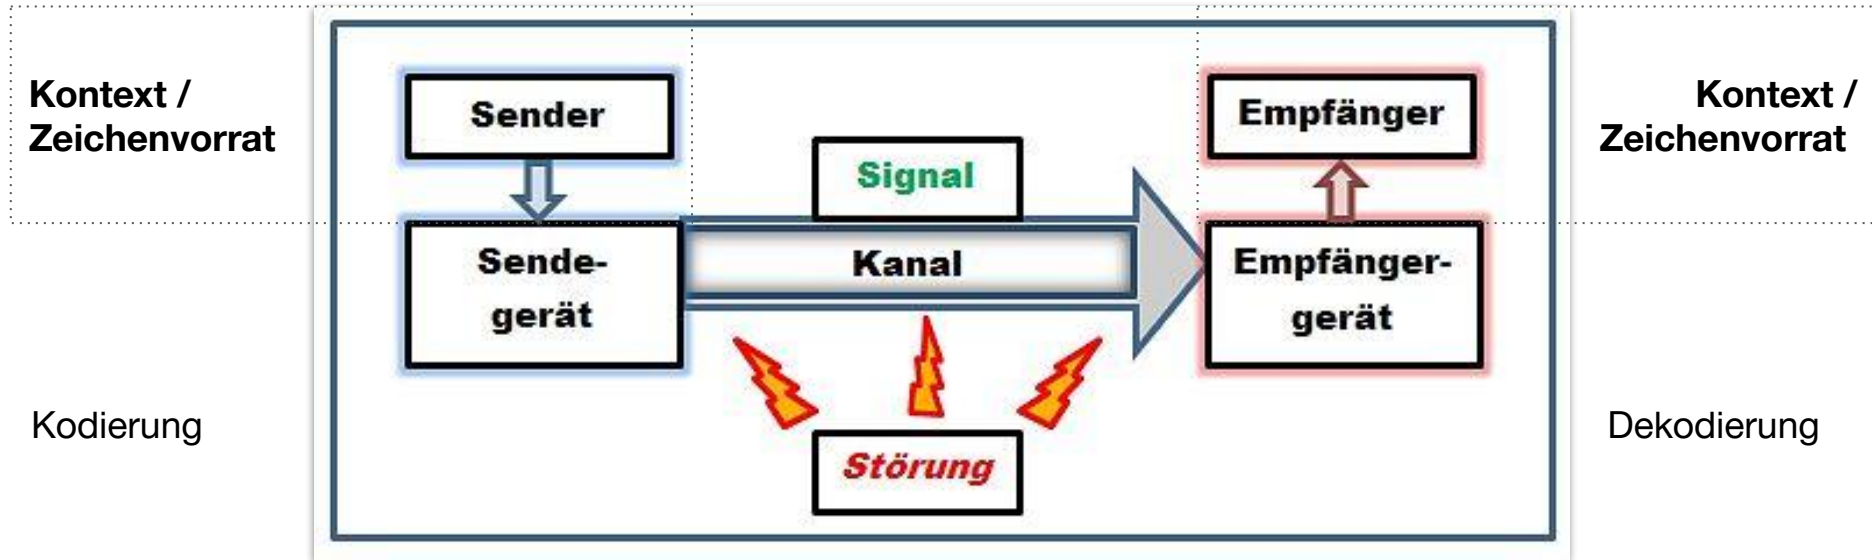 Kontext /
Zeichenvorrat
Sender
Sende-
gerät
Signal
Kanal
Störung
Empfänger
Empfänger-
gerät
Kontext /
Zeichenvorrat
Kodierung
Dekodierung